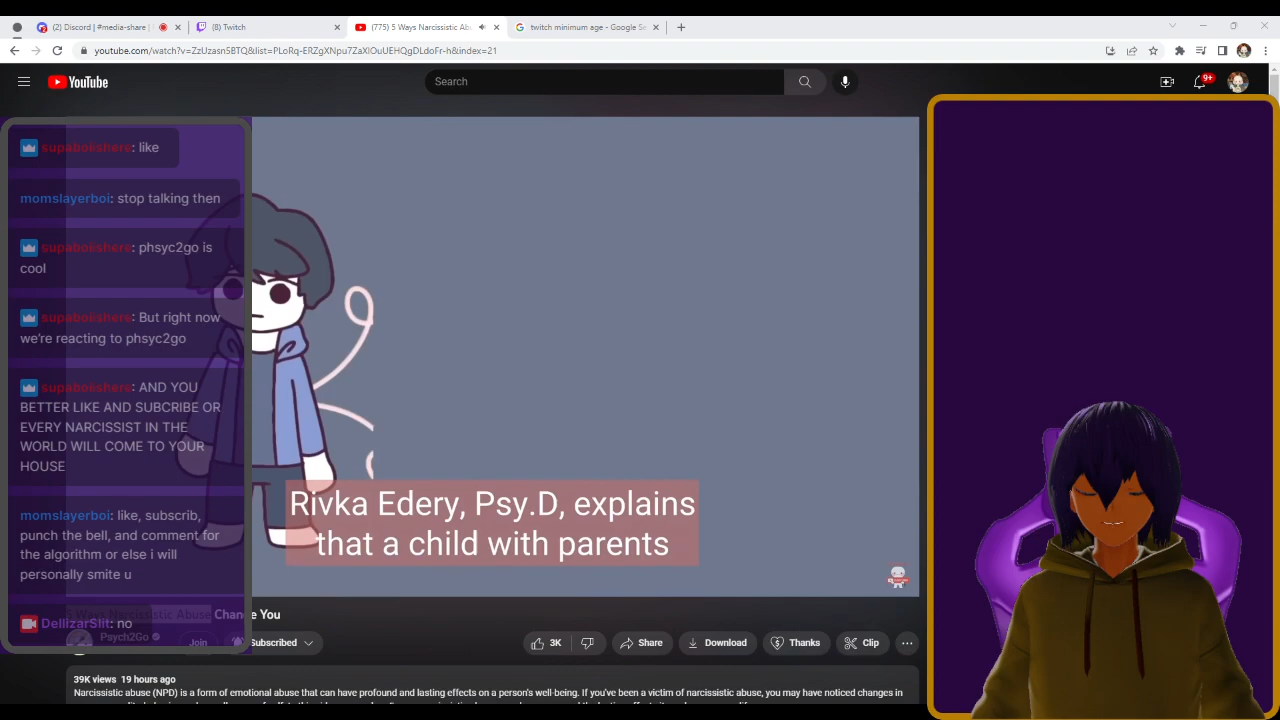 (2) Discord | #media-share |
(8) Twitch
(775) 5 Ways Narcissistic Ab
twitch minimum age - Google Se
youtube.com/watch?v=ZzUzasn5BTQ&list=PLoRq-ERZgXNpu7ZaXlOuUEHQgDLdoFr-h&index=21
YouTube
Search
9+
supaboiishere: like
momslayerboi: stop talking then
supaboiishere: phsyc2go is
cool
supaboiishere: But right now
we're reacting to phsyc2go
supaboiishere: AND YOU
BETTER LIKE AND SUBCRIBE OR
EVERY NARCISSIST IN THE
WORLD WILL COME TO YOUR
HOUSE
momslayerboi: like, subscrib,
punch the bell, and comment for
the algorithm or else i will
personally smite u
DellizarSlit: no
Rivka Edery, Psy.D, explains
that a child with parents
5 Ways Narcissistic Abuse Change You
Psych2Go
Join
Subscribed
3K
Share
Download
Thanks
Clip
39K views 19 hours ago
Narcissistic abuse (NPD) is a form of emotional abuse that can have profound and lasting effects on a person's well-being. If you've been a victim of narcissistic abuse, you may have noticed changes in